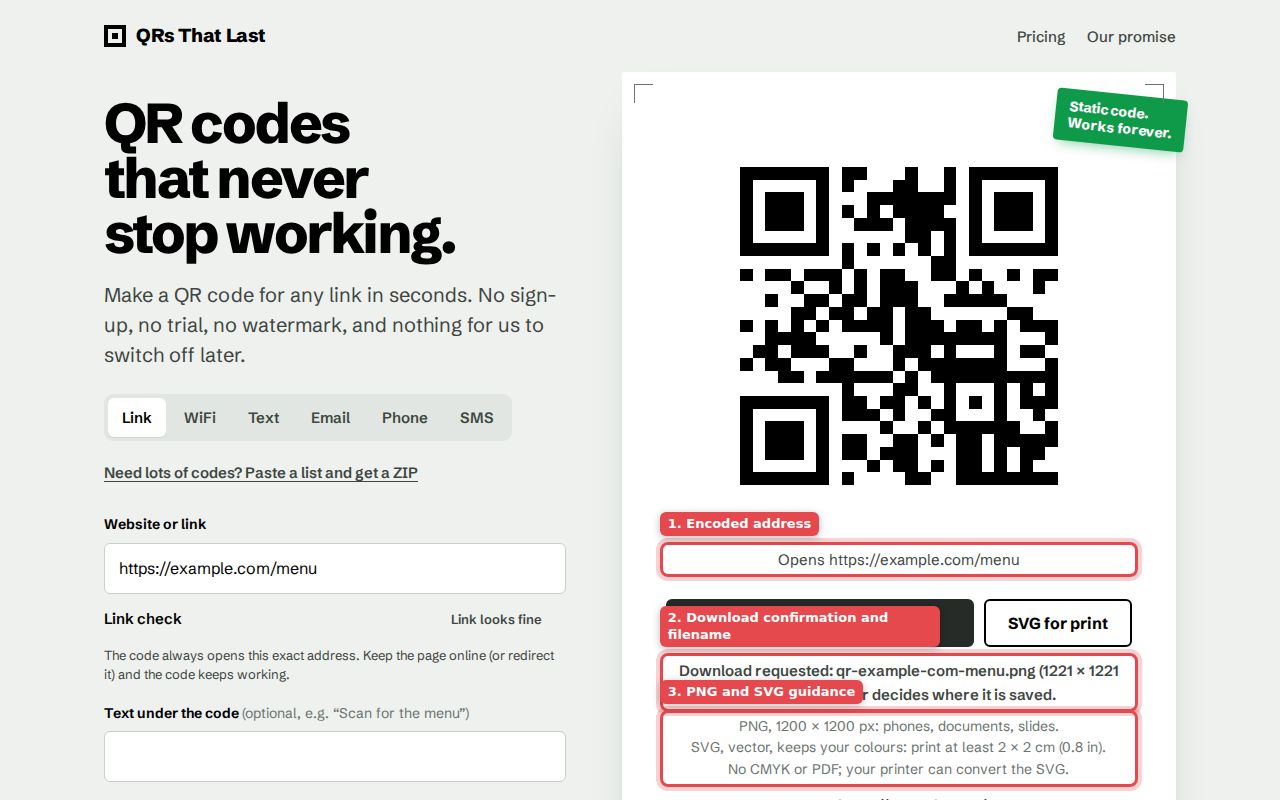 QRs That Last
Pricing
Our promise
QR codes
that never
stop working.
Make a QR code for any link in seconds. No sign-
up, no trial, no watermark, and nothing for us to
switch off later.
Link
WiFi
Text
Email
Phone
SMS
Need lots of codes? Paste a list and get a ZIP
Website or link
https://example.com/menu
Link check
Link looks fine
The code always opens this exact address. Keep the page online (or redirect
it) and the code keeps working.
Text under the code (optional, e.g. “Scan for the menu”)
Static code.
Works forever.
1. Encoded address
Opens https://example.com/menu
2. Download confirmation and
filename
SVG for print
Download requested: qr-example-com-menu.png (1221 × 1221
3. PNG and SVG guidance
decides where it is saved.
PNG, 1200 × 1200 px: phones, documents, slides.
SVG, vector, keeps your colours: print at least 2 × 2 cm (0.8 in).
No CMYK or PDF; your printer can convert the SVG.